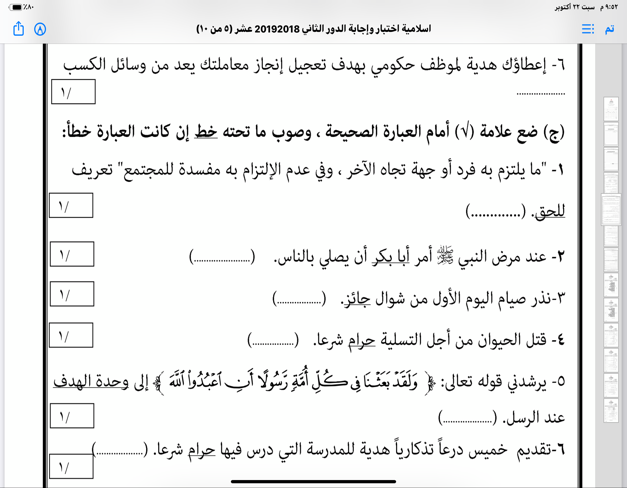 ٩:٥٢ م سبت ٢٢ أكتوبر
٨٠٪
تم
اسلامية اختبار وإجابة الدور الثاني 20192018 عشر (٥ من ١٠)
٦- إعطاؤك هدية لموظف حكومي بهدف تعجيل إنجاز معاملتك يعد من وسائل الكسب
..................
/١
(ج) ضع علامة (√) أمام العبارة الصحيحة ، وصوب ما تحته خط إن كانت العبارة خطأ:
١- "ما يلتزم به فرد أو جهة تجاه الآخر ، وفي عدم الإلتزام به مفسدة للمجتمع" تعريف
للحق. (.............)
/١
٢- عند مرض النبي ﷺ أمر أبا بكر أن يصلي بالناس. (.....................)
/١
٣-نذر صيام اليوم الأول من شوال جائز. (.................)
/١
٤- قتل الحيوان من أجل التسلية حرام شرعا. (................)
/١
٥- يرشدني قوله تعالى: ﴿ وَلَقَدْ بَعَثْنَا فِي كُلِّ أُمَّةٍ رَّسُولًا أَنِ اعْبُدُوا اللَّهَ ﴾ إلى وحدة الهدف
عند الرسل. (..................)
/١
٦-تقديم خميس درعاً تذكارياً هدية للمدرسة التي درس فيها حرام شرعا. (.................)
/١